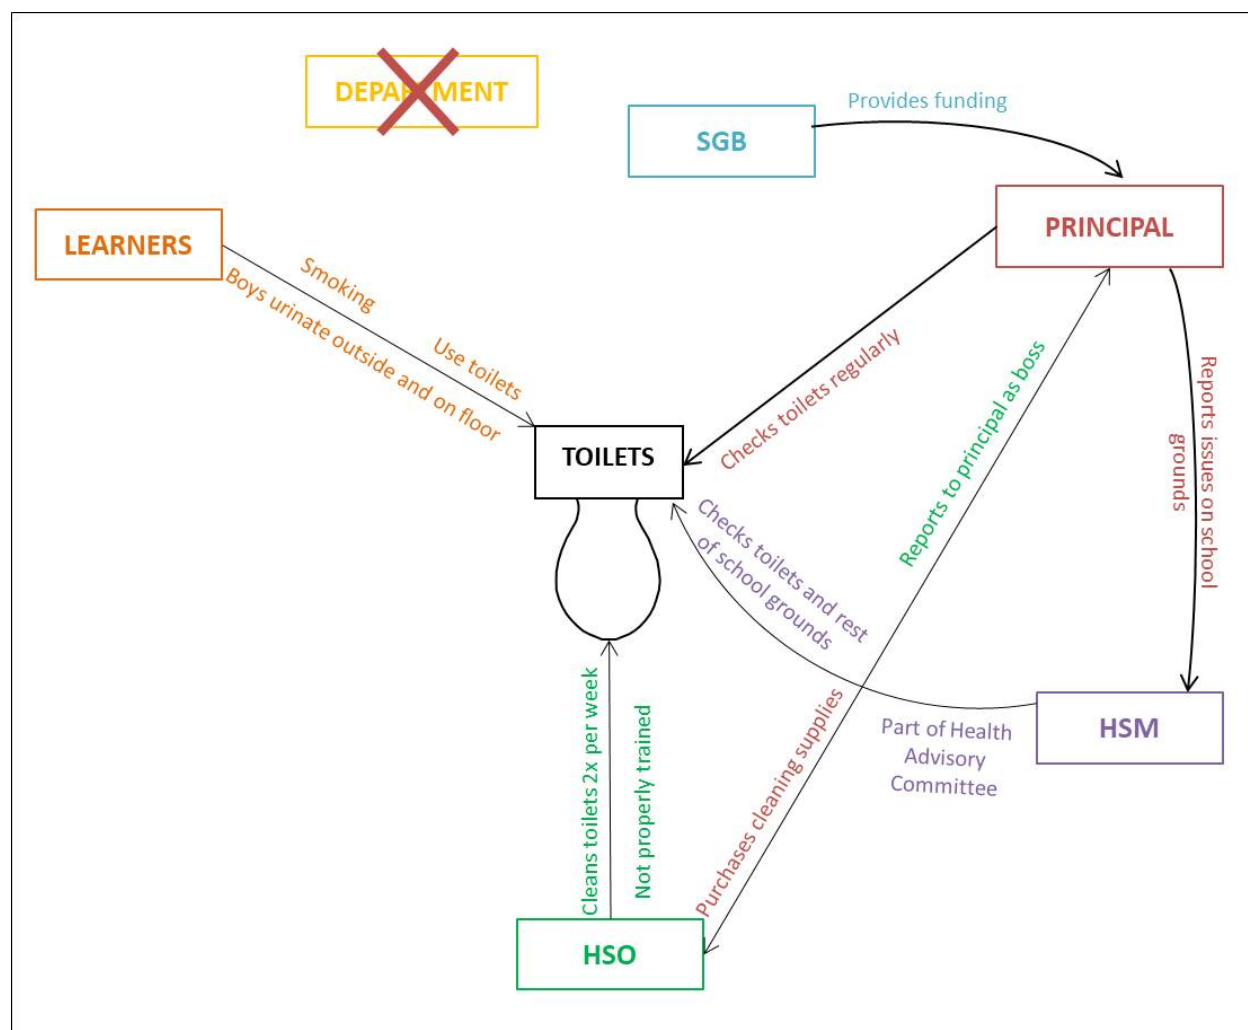 DEPARTMENT
Provides funding
SGB
PRINCIPAL
LEARNERS
Smoking
Use toilets
Boys urinate outside and on floor
TOILETS
Checks toilets regularly
Reports to principal as boss
Reports issues on school
grounds
Checks toilets and rest
of school grounds
HSM
Part of Health
Advisory
Committee
Purchases cleaning supplies
Cleans toilets 2x per week
Not properly trained
HSO